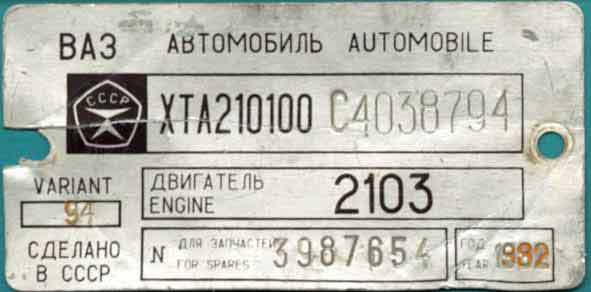 ВАЗ АВТОМОБИЛЬ AUTOMOBILE
СССР XTA210100 C4038794
VARIANT
94
ДВИГАТЕЛЬ
ENGINE
2103
СДЕЛАНО
В СССР
N
ДЛЯ ЗАПЧАСТЕЙ
FOR SPARES
3987654
ГОД
YEAR
1982